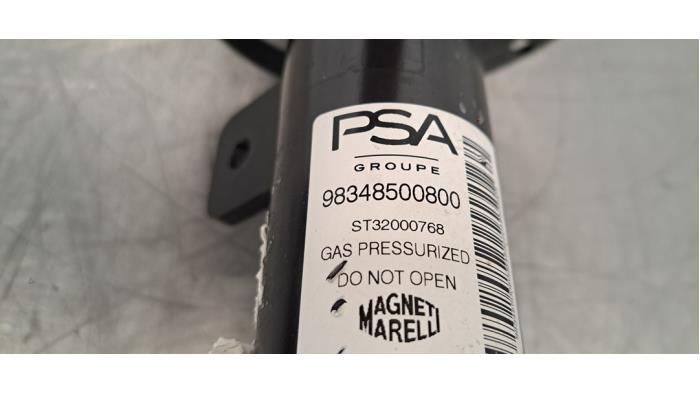 PSA
GROUPE
98348500800
ST32000768
GAS PRESSURIZED
DO NOT OPEN
MAGNETI
MARELLI